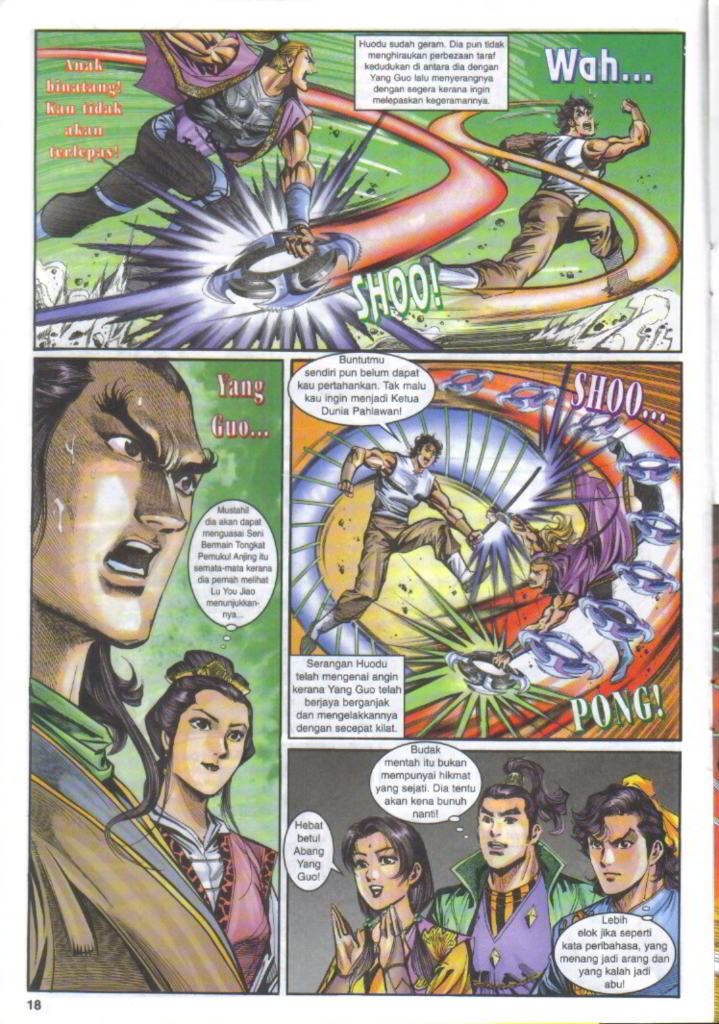 Anak
binatang!
Kau tidak
akan
terlepas!
Huodu sudah geram. Dia pun tidak
menghiraukan perbezaan taraf
kedudukan di antara dia dengan
Yang Guo lalu menyerangnya
dengan segera kerana ingin
melepaskan kegeramannya.
Wah...
SHOO!
Yang
Guo...
Mustahil
dia akan dapat
menguasai Seni
Bermain Tongkat
Pemukul Anjing itu
semata-mata kerana
dia pernah melihat
Lu You Jiao
menunjukkan-
nya...
Buntutmu
sendiri pun belum dapat
kau pertahankan. Tak malu
kau ingin menjadi Ketua
Dunia Pahlawan!
SHOO...
Serangan Huodu
telah mengenai angin
kerana Yang Guo telah
berjaya berganjak
dan mengelakkannya
dengan secepat kilat.
PONG!
Hebat
betul
Abang
Yang
Guo!
Budak
mentah itu bukan
mempunyai hikmat
yang sejati. Dia tentu
akan kena bunuh
nanti!
Lebih
elok jika seperti
kata peribahasa, yang
menang jadi arang dan
yang kalah jadi
abu!
18